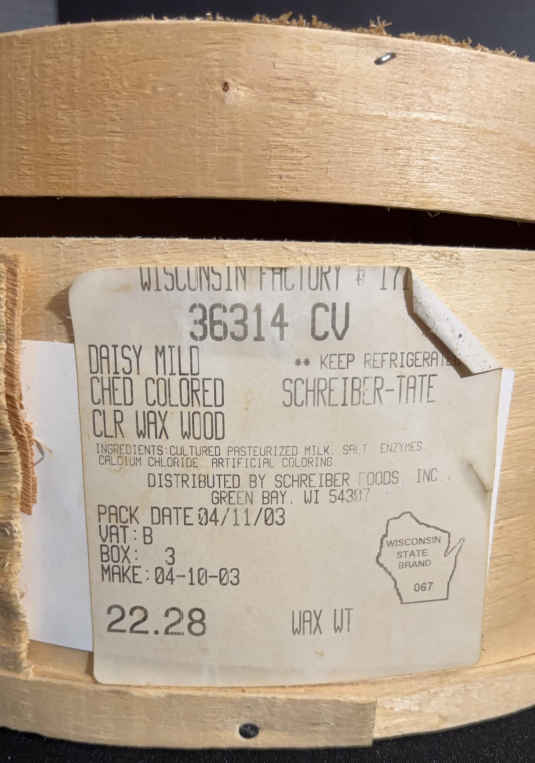 WISCONSIN FACTORY #
36314 CV
DAISY MILD
** KEEP REFRIGERATE
CHED COLORED
SCHREIBER-TATE
CLR WAX WOOD
INGREDIENTS:CULTURED PASTEURIZED MILK, SALT, ENZYMES,
CALCIUM CHLORIDE, ARTIFICIAL COLORING
DISTRIBUTED BY SCHREIBER FOODS, INC.,
GREEN BAY, WI 54307
PACK DATE 04/11/03
VAT:B
BOX: 3
MAKE:04-10-03
WISCONSIN
STATE
BRAND
067
22.28
WAX WT